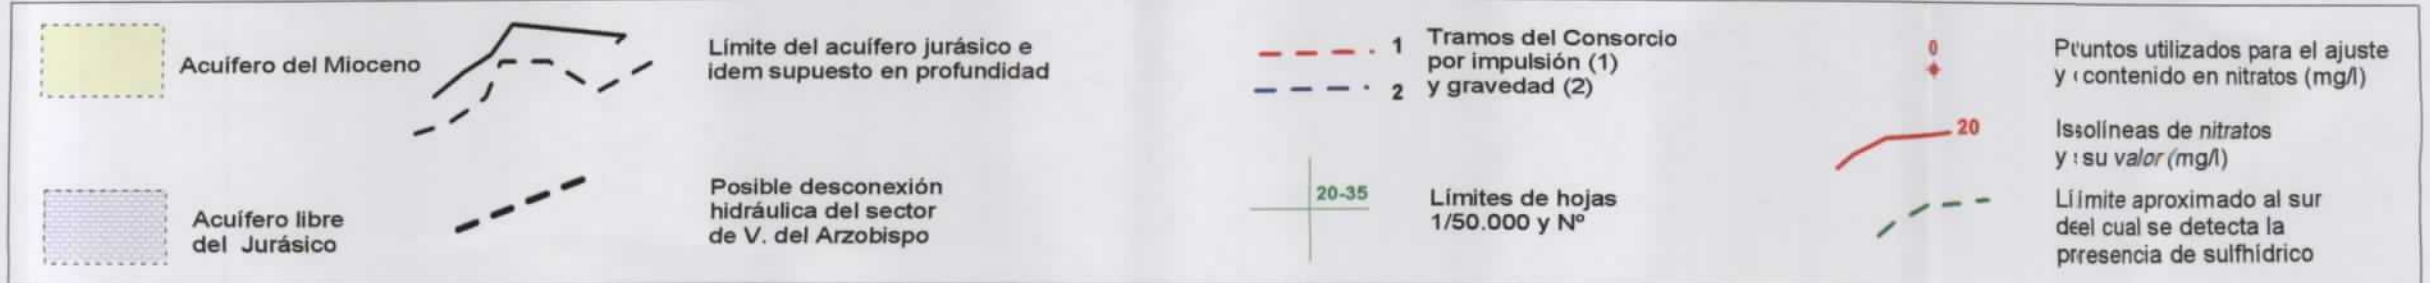 Acuífero del Mioceno
Límite del acuífero jurásico e
idem supuesto en profundidad
1
2
Tramos del Consorcio
por impulsión (1)
y gravedad (2)
0
Puntos utilizados para el ajuste
y contenido en nitratos (mg/l)
20
Isolíneas de nitratos
y su valor (mg/l)
Acuífero libre
del Jurásico
Posible desconexión
hidráulica del sector
de V. del Arzobispo
20-35
Límites de hojas
1/50.000 y Nº
Límite aproximado al sur
del cual se detecta la
presencia de sulfhídrico